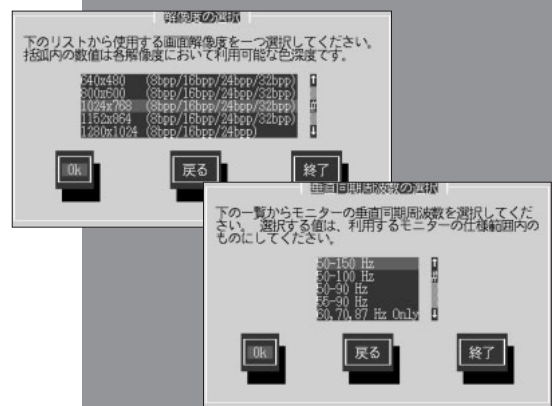 解像度の選択
下のリストから使用する画面解像度を一つ選択してください。
括弧内の数値は各解像度において利用可能な色深度です。
640x480 (8bpp/16bpp/24bpp/32bpp)
800x600 (8bpp/16bpp/24bpp/32bpp)
1024x768 (8bpp/16bpp/24bpp/32bpp)
1152x864 (8bpp/16bpp/24bpp/32bpp)
1280x1024 (8bpp/16bpp/24bpp)
Ok 戻る 終了
垂直同期周波数の選択
下の一覧からモニターの垂直同期周波数を選択してくだ
さい。 選択する値は、利用するモニターの仕様範囲内の
ものにしてください。
50-150 Hz
50-100 Hz
50-90 Hz
55-90 Hz
60,70,87 Hz Only
Ok 戻る 終了